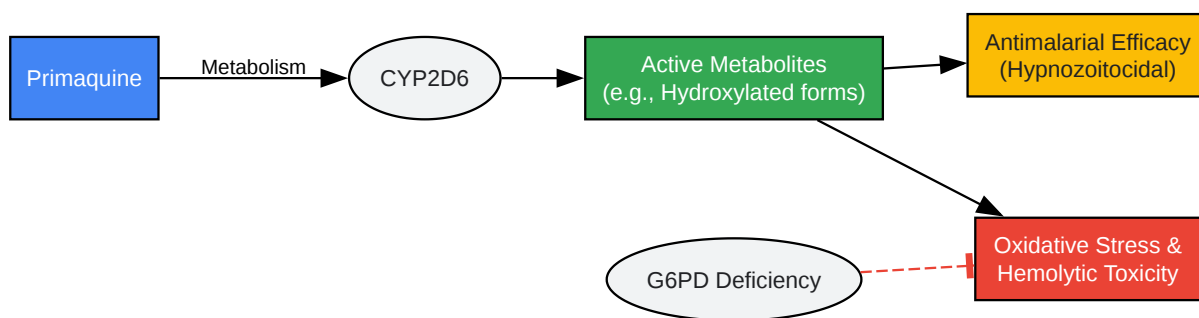 Primaquine
Metabolism
CYP2D6
Active Metabolites
(e.g., Hydroxylated forms)
Antimalarial Efficacy
(Hypnozoitocidal)
Oxidative Stress &
Hemolytic Toxicity
G6PD Deficiency